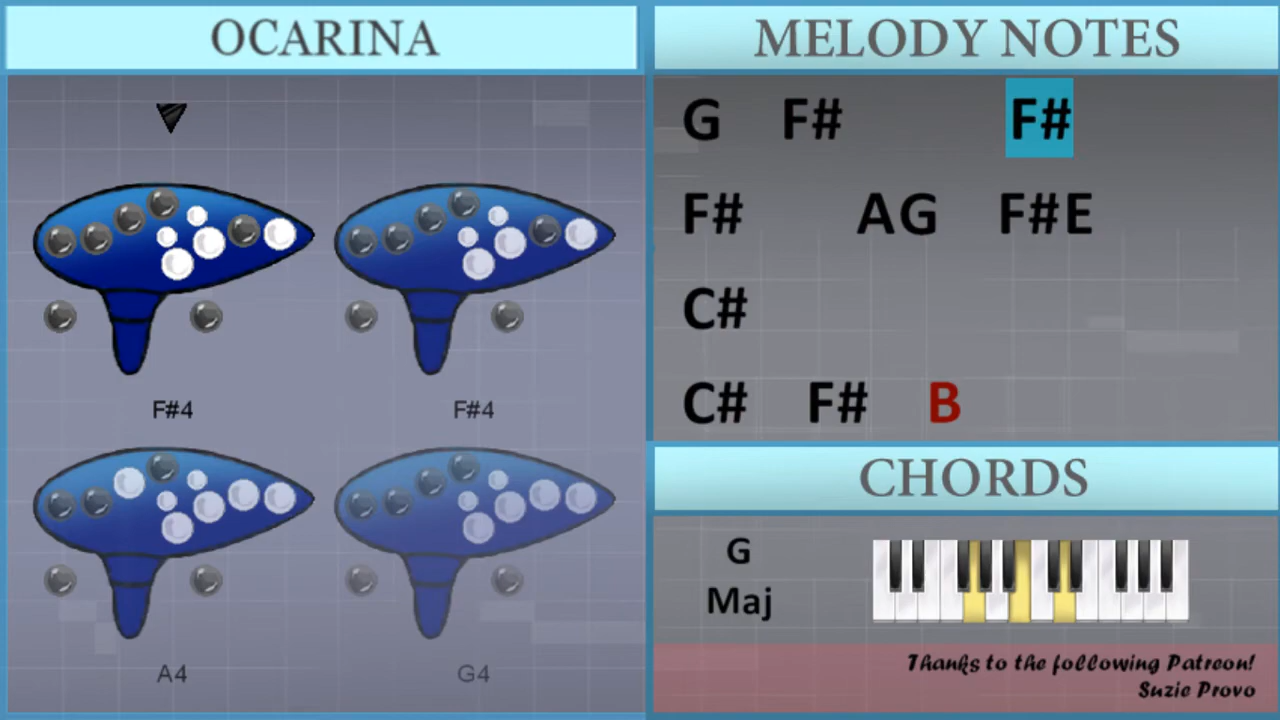 OCARINA
F#4 F#4
A4 G4
MELODY NOTES
G F# F#
F# AG F#E
C#
C# F# B
CHORDS
G
Maj
Thanks to the following Patreon!
Suzie Provo